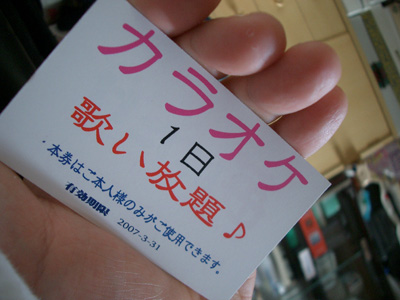 カラオケ
1日
歌い放題♪
・本券はご本人様のみがご使用できます。
有効期限 2007-3-31